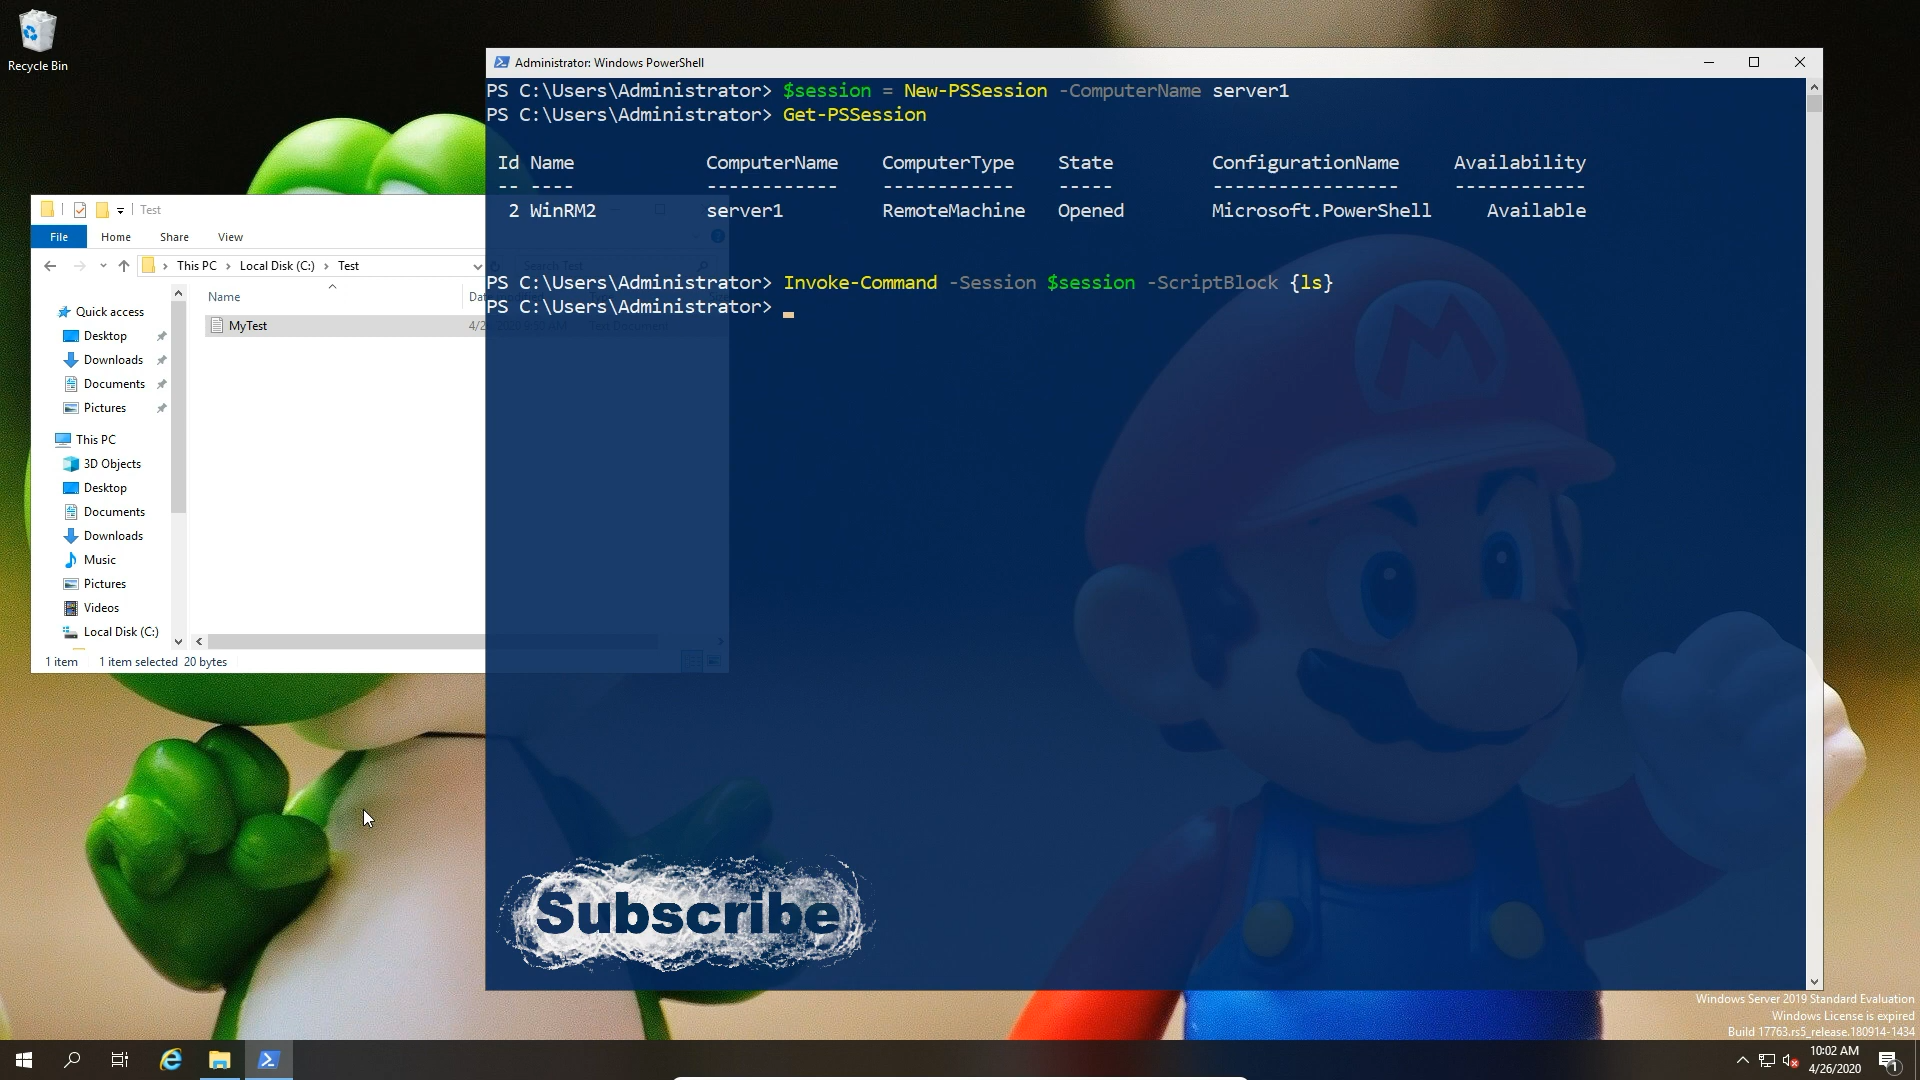 Recycle Bin
Administrator: Windows PowerShell
PS C:\Users\Administrator> $session = New-PSSession -ComputerName server1
PS C:\Users\Administrator> Get-PSSession
Id Name ComputerName ComputerType State ConfigurationName Availability
-- ---- ------------ ------------ ----- ----------------- ------------
2 WinRM2 server1 RemoteMachine Opened Microsoft.PowerShell Available
PS C:\Users\Administrator> Invoke-Command -Session $session -ScriptBlock {ls}
PS C:\Users\Administrator>
Test
File Home Share View
This PC › Local Disk (C:) › Test
Search Test
Name
MyTest
Text Document
Quick access
Desktop
Downloads
Documents
Pictures
This PC
3D Objects
Desktop
Documents
Downloads
Music
Pictures
Videos
Local Disk (C:)
1 item 1 item selected 20 bytes
Subscribe
M
Windows Server 2019 Standard Evaluation
Windows License is expired
Build 17763.rs5_release.180914-1434
10:02 AM
4/26/2020
1